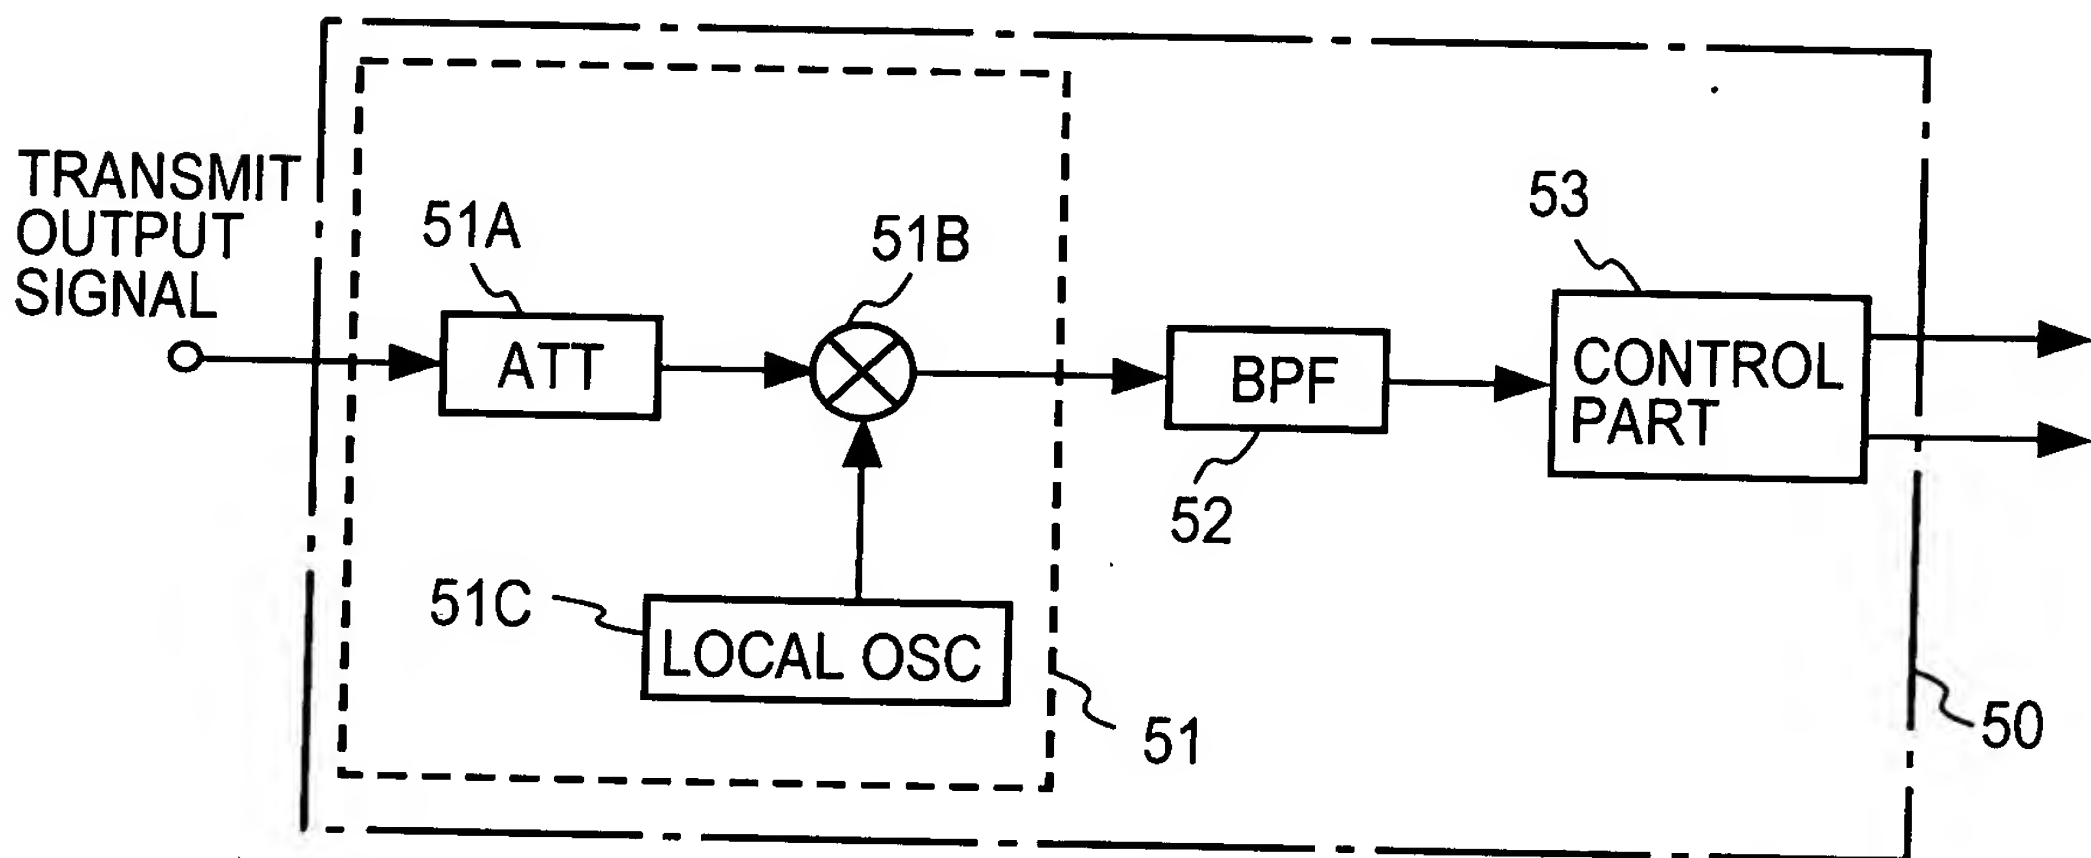 TRANSMIT
OUTPUT
SIGNAL
51A
51B
53
ATT
BPF
CONTROL
PART
52
51C
LOCAL OSC
51
50